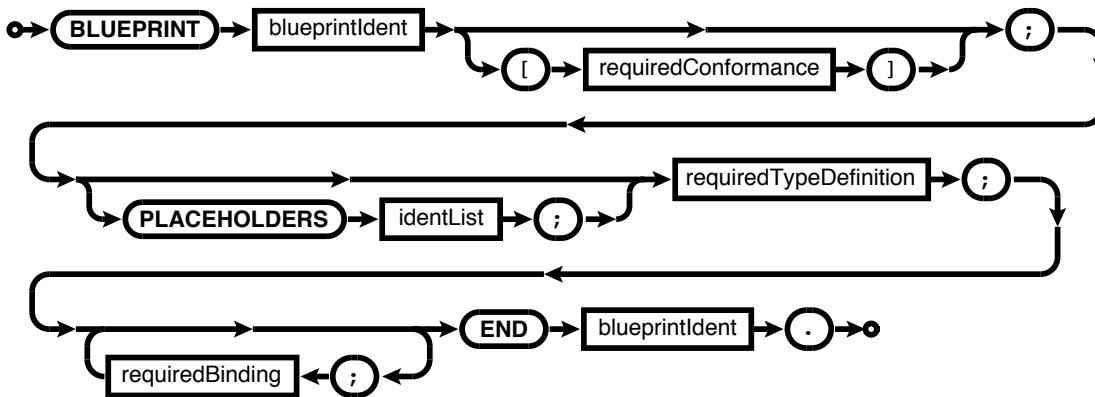 BLUEPRINT blueprintIdent ;
[ requiredConformance ]
requiredTypeDefinition ;
PLACEHOLDERS identList ;
END blueprintIdent .
requiredBinding ;